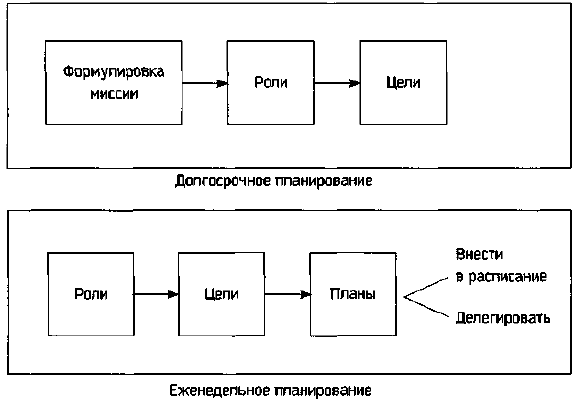 Формулировка
миссии
Роли
Цели
Долгосрочное планирование
Роли
Цели
Планы
Внести
в расписание
Делегировать
Еженедельное планирование